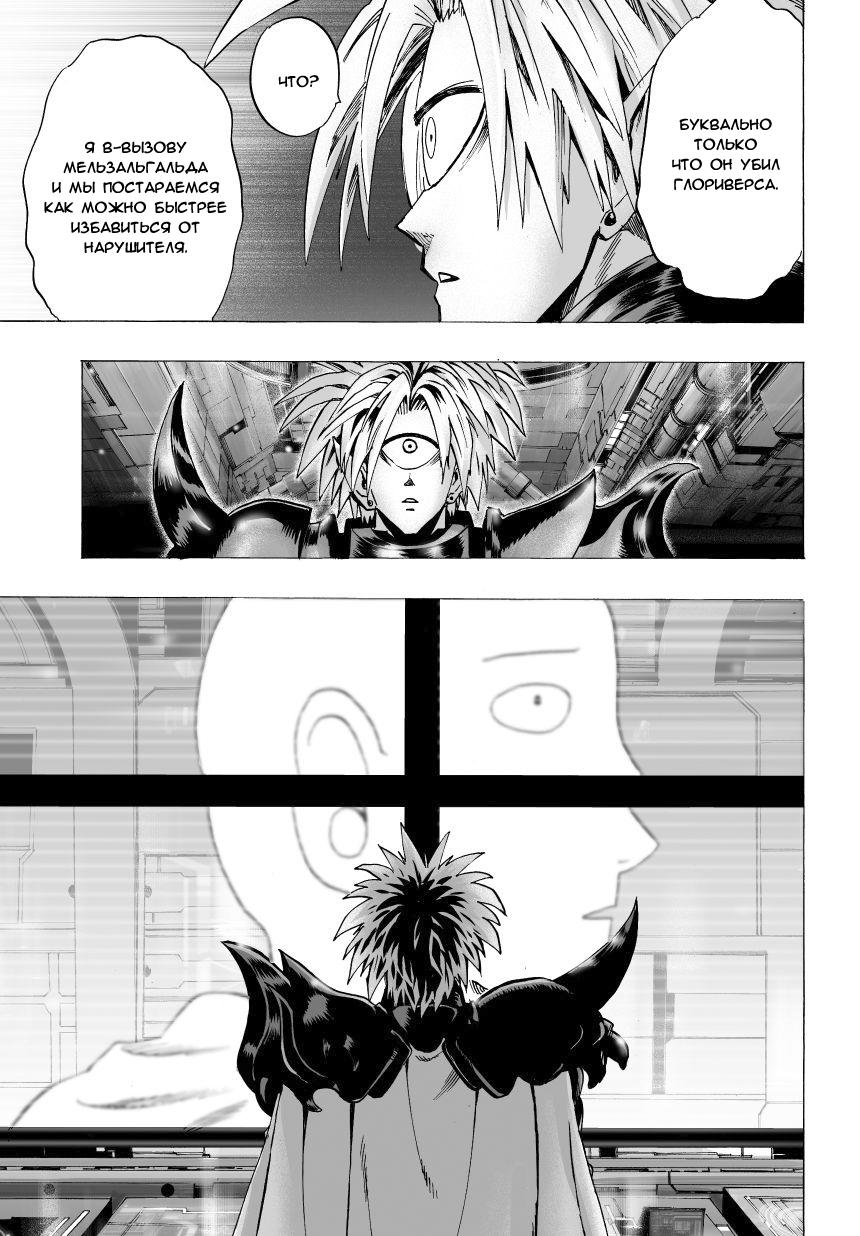 БУКВАЛЬНО
ТОЛЬКО
ЧТО ОН УБИЛ
ГЛОРИВЕРСА.
ЧТО?
Я В-ВЫЗОВУ
МЕЛЬЗАЛЬГАЛЬДА
И МЫ ПОСТАРАЕМСЯ
КАК МОЖНО БЫСТРЕЕ
ИЗБАВИТЬСЯ ОТ
НАРУШИТЕЛЯ.